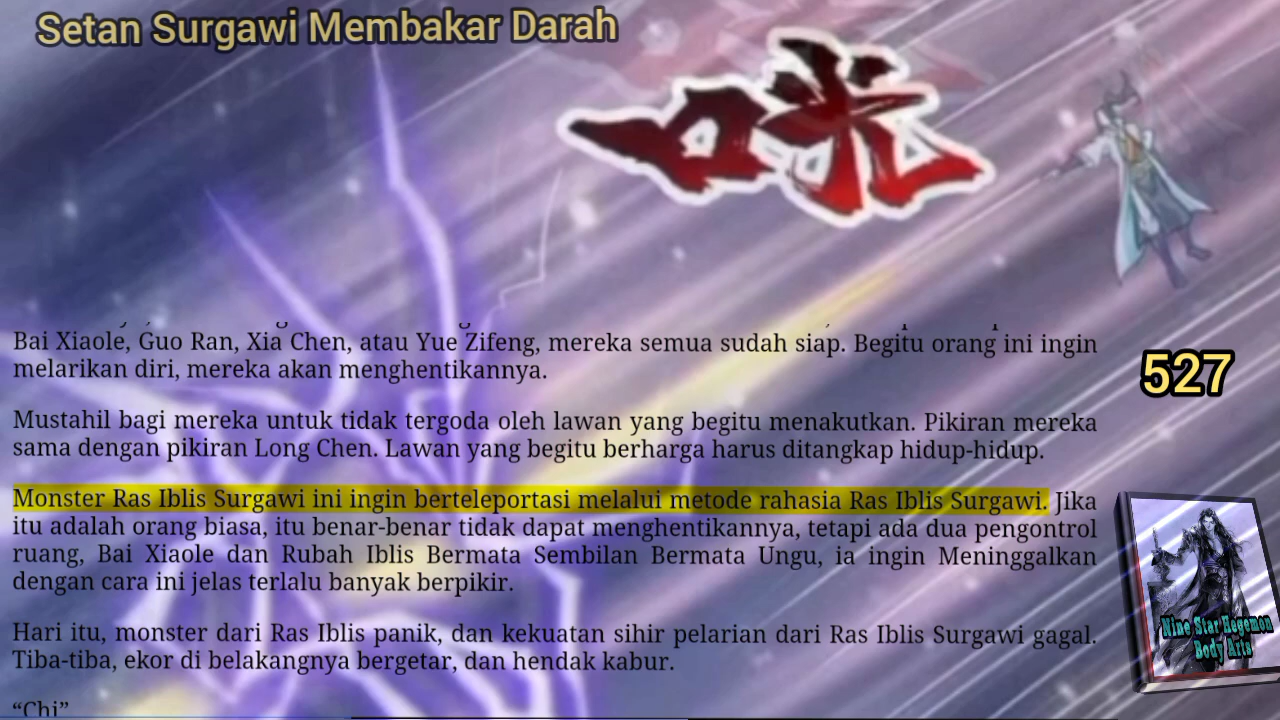 Setan Surgawi Membakar Darah
Bai Xiaole, Guo Ran, Xia Chen, atau Yue Zifeng, mereka semua sudah siap. Begitu orang ini ingin
melarikan diri, mereka akan menghentikannya.
527
Mustahil bagi mereka untuk tidak tergoda oleh lawan yang begitu menakutkan. Pikiran mereka
sama dengan pikiran Long Chen. Lawan yang begitu berharga harus ditangkap hidup-hidup.
Monster Ras Iblis Surgawi ini ingin berteleportasi melalui metode rahasia Ras Iblis Surgawi. Jika
itu adalah orang biasa, itu benar-benar tidak dapat menghentikannya, tetapi ada dua pengontrol
ruang, Bai Xiaole dan Rubah Iblis Bermata Sembilan Bermata Ungu, ia ingin Meninggalkan
dengan cara ini jelas terlalu banyak berpikir.
Hari itu, monster dari Ras Iblis panik, dan kekuatan sihir pelarian dari Ras Iblis Surgawi gagal.
Tiba-tiba, ekor di belakangnya bergetar, dan hendak kabur.
“Chi”
Nine Star Hegemon
Body Arts